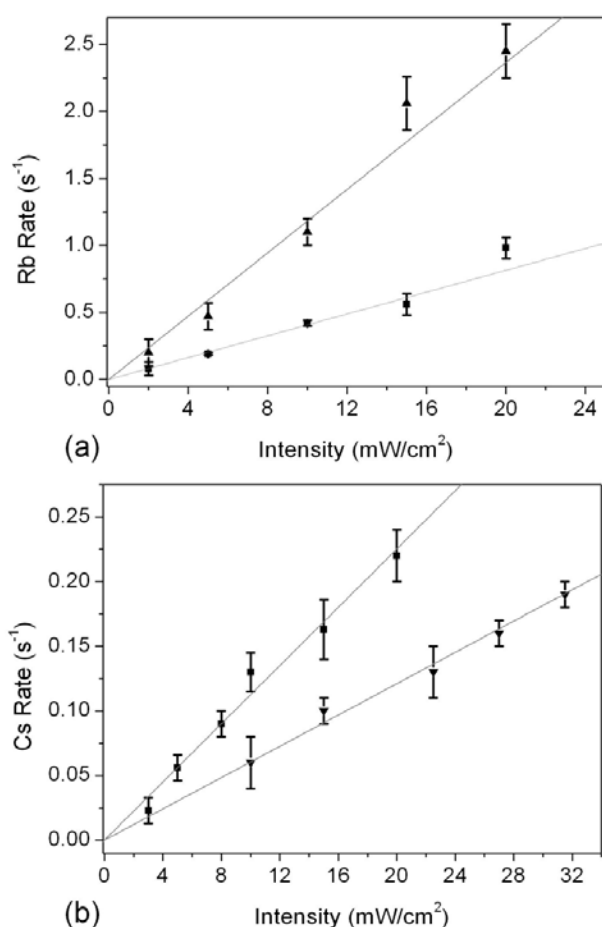 2.5
2.0
1.5
1.0
0.5
0.0
Rb Rate (s⁻¹)
0 4 8 12 16 20 24
(a) Intensity (mW/cm²)
0.25
0.20
0.15
0.10
0.05
0.00
Cs Rate (s⁻¹)
0 4 8 12 16 20 24 28 32
(b) Intensity (mW/cm²)